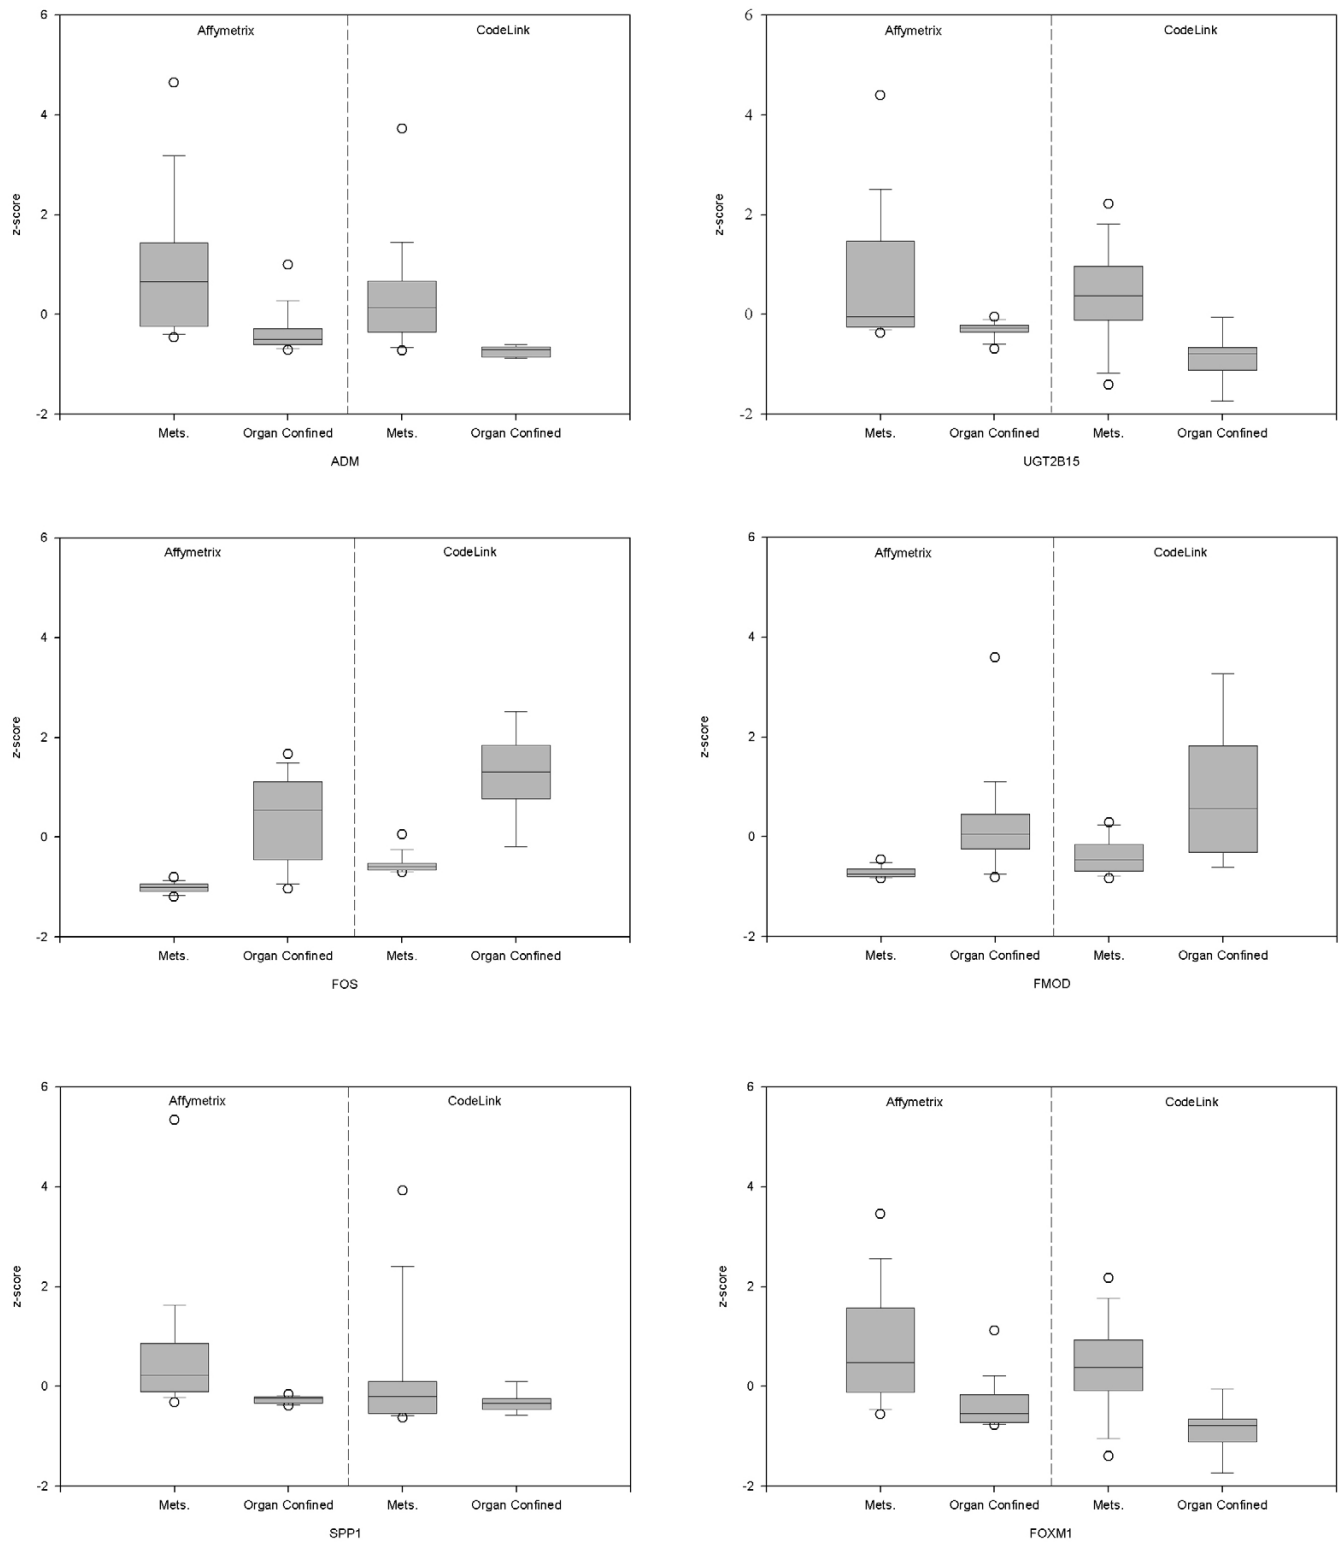 6
Affymetrix
CodeLink
4
2
0
-2
z-score
Mets.
Organ Confined
Mets.
Organ Confined
ADM
6
Affymetrix
CodeLink
4
2
0
-2
z-score
Mets.
Organ Confined
Mets.
Organ Confined
UGT2B15
6
Affymetrix
CodeLink
4
2
0
-2
z-score
Mets.
Organ Confined
Mets.
Organ Confined
FOS
6
Affymetrix
CodeLink
4
2
0
-2
z-score
Mets.
Organ Confined
Mets.
Organ Confined
FMOD
6
Affymetrix
CodeLink
4
2
0
-2
z-score
Mets.
Organ Confined
Mets.
Organ Confined
SPP1
6
Affymetrix
CodeLink
4
2
0
-2
z-score
Mets.
Organ Confined
Mets.
Organ Confined
FOXM1